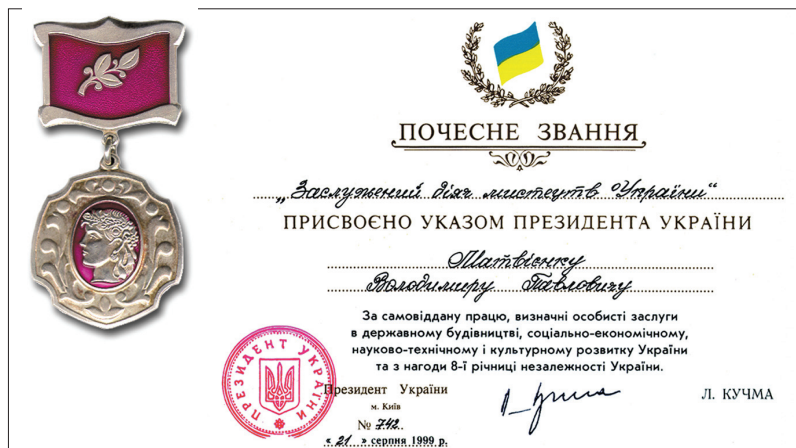 ПОЧЕСНЕ ЗВАННЯ
„Заслужений діяч мистецтв України“
ПРИСВОЄНО УКАЗОМ ПРЕЗИДЕНТА УКРАЇНИ
Матвієнку
Володимиру Павловичу
За самовіддану працю, визначні особисті заслуги
в державному будівництві, соціально-економічному,
науково-технічному і культурному розвитку України
та з нагоди 8-ї річниці незалежності України.
ПРЕЗИДЕНТ УКРАЇНИ
Президент України
м. Київ
Л. КУЧМА
№ 742.
« 21 » серпня 1999 р.